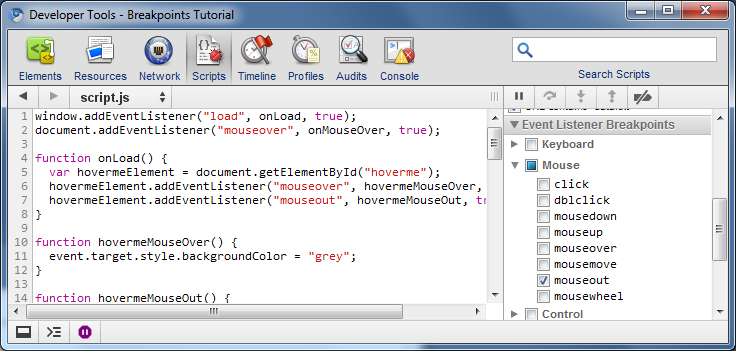 Developer Tools - Breakpoints Tutorial
Elements Resources Network Scripts Timeline Profiles Audits Console
Search Scripts
script.js
1 window.addEventListener("load", onLoad, true);
2 document.addEventListener("mouseover", onMouseOver, true);
3
4 function onLoad() {
5 var hovermeElement = document.getElementById("hoverme");
6 hovermeElement.addEventListener("mouseover", hovermeMouseOver,
7 hovermeElement.addEventListener("mouseout", hovermeMouseOut, tr
8 }
9
10 function hovermeMouseOver() {
11 event.target.style.backgroundColor = "grey";
12 }
13
14 function hovermeMouseOut() {
Event Listener Breakpoints
Keyboard
Mouse
click
dblclick
mousedown
mouseup
mouseover
mousemove
mouseout
mousewheel
Control